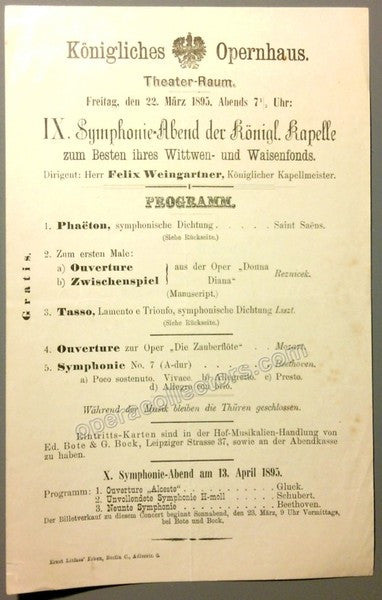 Königliches Opernhaus.
Theater-Raum.
Freitag, den 22. März 1895. Abends 7½ Uhr:
IX. Symphonie-Abend der Königl. Kapelle
zum Besten ihres Wittwen- und Waisenfonds.
Dirigent: Herr Felix Weingartner, Königlicher Kapellmeister.
PROGRAMM.
1. Phaëton, symphonische Dichtung . . . . . Saint Saëns.
(Siehe Rückseite.)
2. Zum ersten Male:
a) Ouverture
b) Zwischenspiel
aus der Oper „Donna
Diana“
Reznicek.
(Manuscript.)
3. Tasso, Lamento e Trionfo, symphonische Dichtung Liszt.
(Siehe Rückseite.)
4. Ouverture zur Oper „Die Zauberflöte“ . . Mozart.
5. Symphonie No. 7 (A-dur) . . . . Beethoven.
a) Poco sostenuto. Vivace. b) Allegretto. c) Presto.
d) Allegro con brio.
Während der Musik bleiben die Thüren geschlossen.
Gratis.
Eintritts-Karten sind in der Hof-Musikalien-Handlung von
Ed. Bote & G. Bock, Leipziger Strasse 37, sowie an der Abendkasse
zu haben.
X. Symphonie-Abend am 13. April 1895.
Programm: 1. Ouverture „Alceste“ . . . . . Gluck.
2. Unvollendete Symphonie H-moll . . . . Schubert.
3. Neunte Symphonie . . . . . Beethoven.
Der Billetverkauf zu diesem Concert beginnt Sonnabend, den 23. März, 9 Uhr Vormittags,
bei Bote und Bock.
Ernst Litfass' Erben, Berlin C., Adlerstr. 6.
operacollectors.com